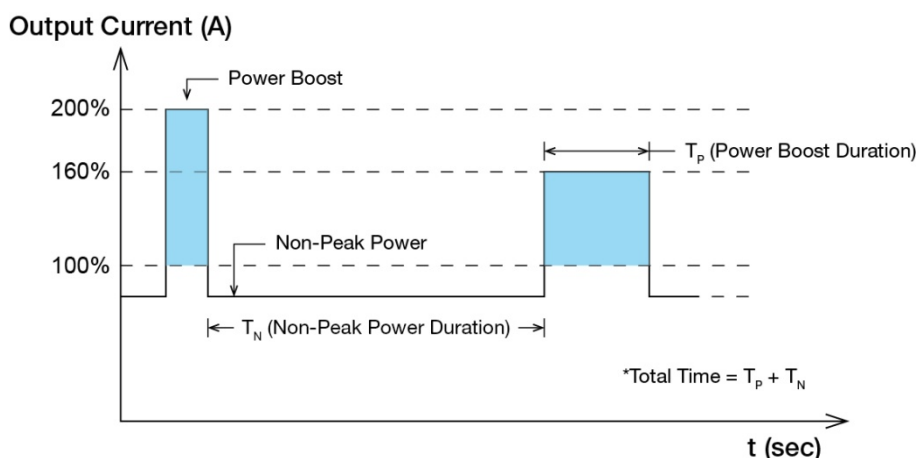 Output Current (A)
Power Boost
200%
T_P (Power Boost Duration)
160%
Non-Peak Power
100%
T_N (Non-Peak Power Duration)
*Total Time = T_P + T_N
t (sec)